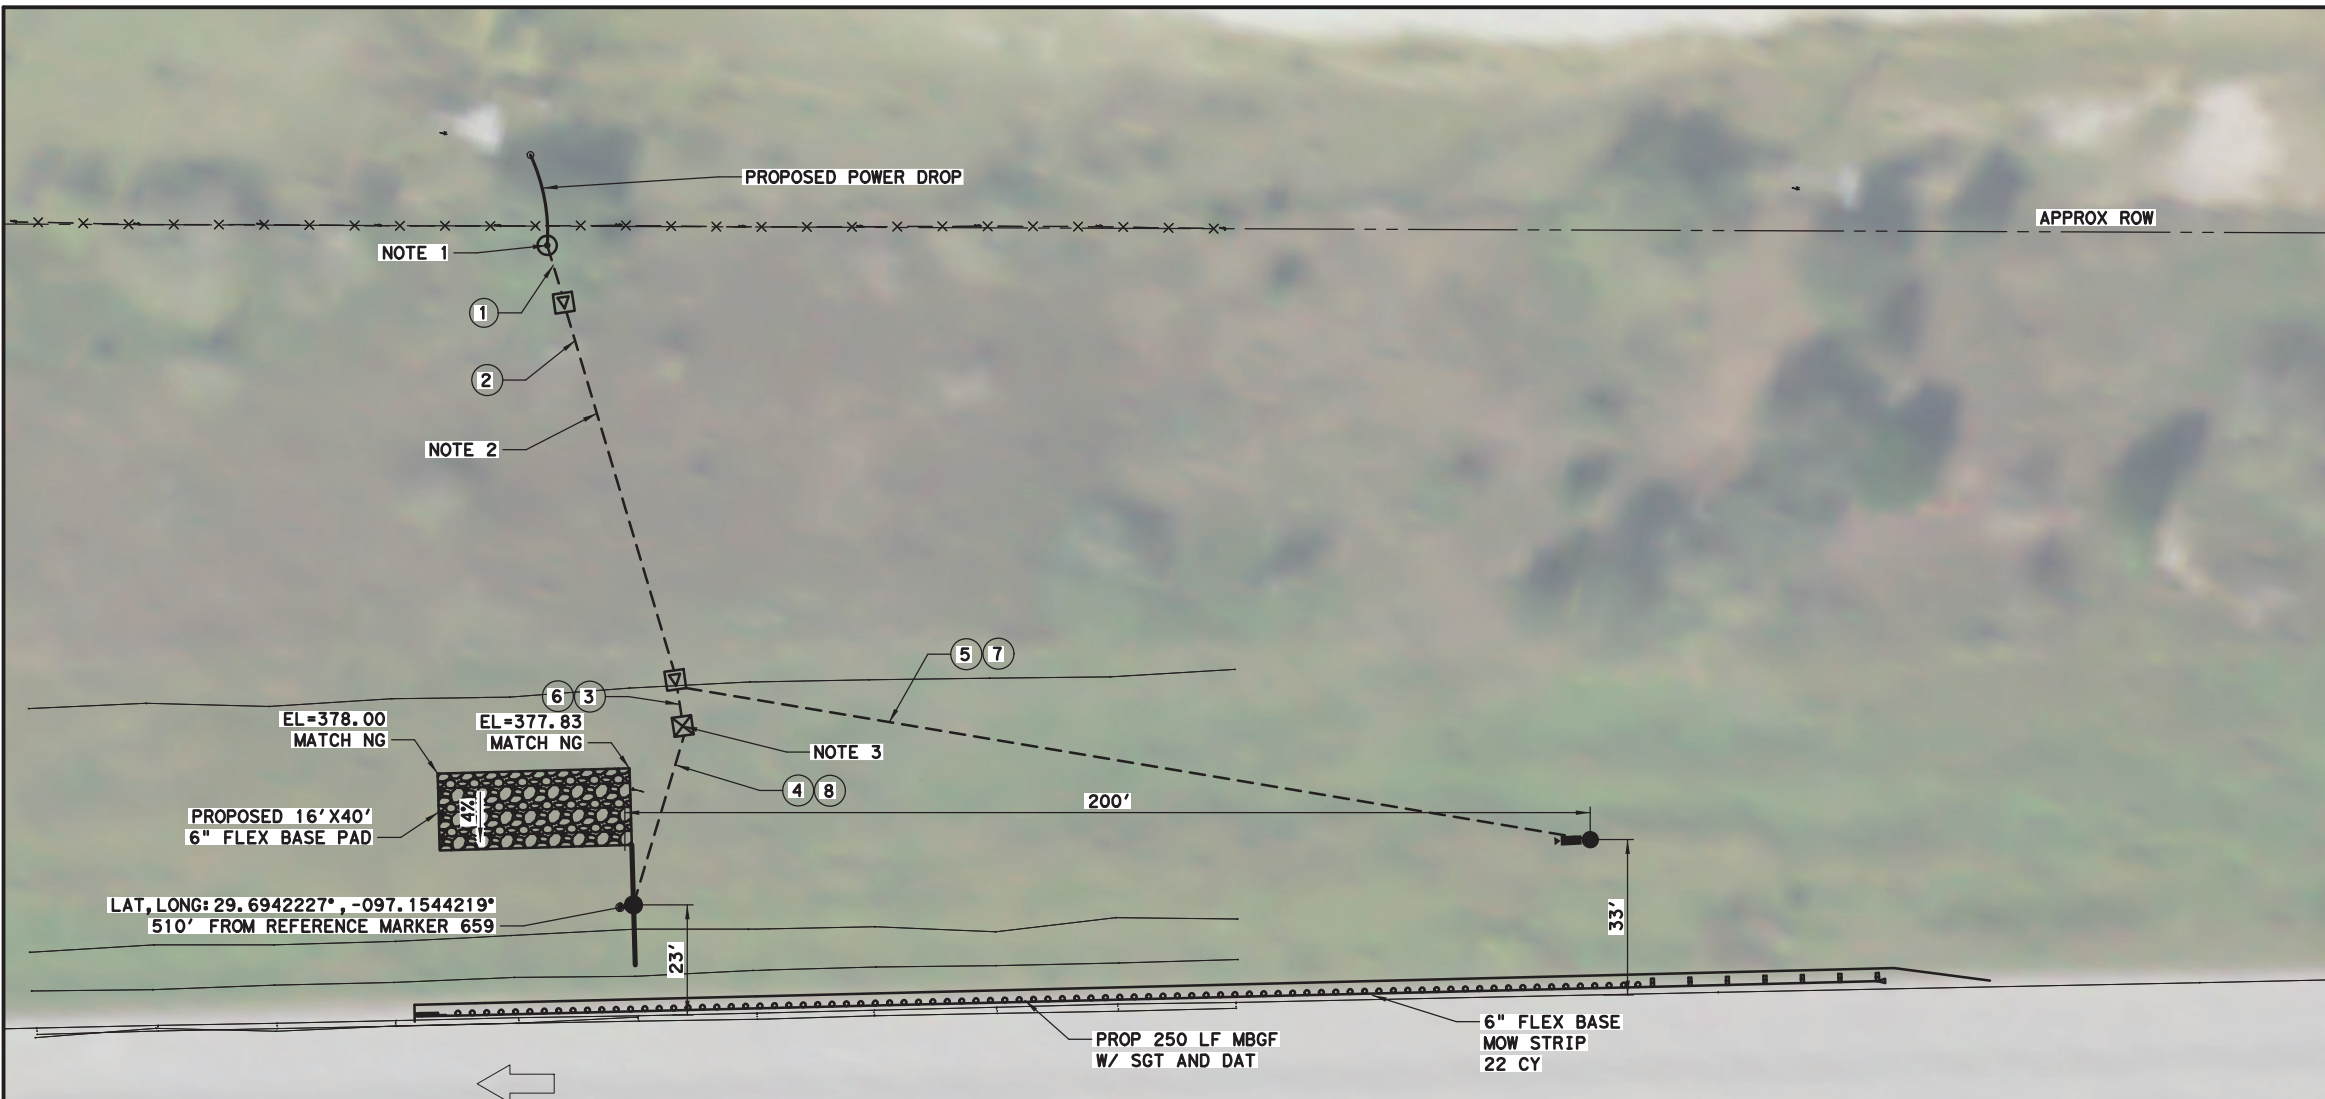 PROPOSED POWER DROP
APPROX ROW
NOTE 1
1
2
NOTE 2
5 7
6 3
EL=378.00
MATCH NG
EL=377.83
MATCH NG
NOTE 3
4 8
200'
4%
PROPOSED 16'X40'
6" FLEX BASE PAD
LAT,LONG:29.6942227°,-097.1544219°
510' FROM REFERENCE MARKER 659
23'
33'
PROP 250 LF MBGF
W/ SGT AND DAT
6" FLEX BASE
MOW STRIP
22 CY